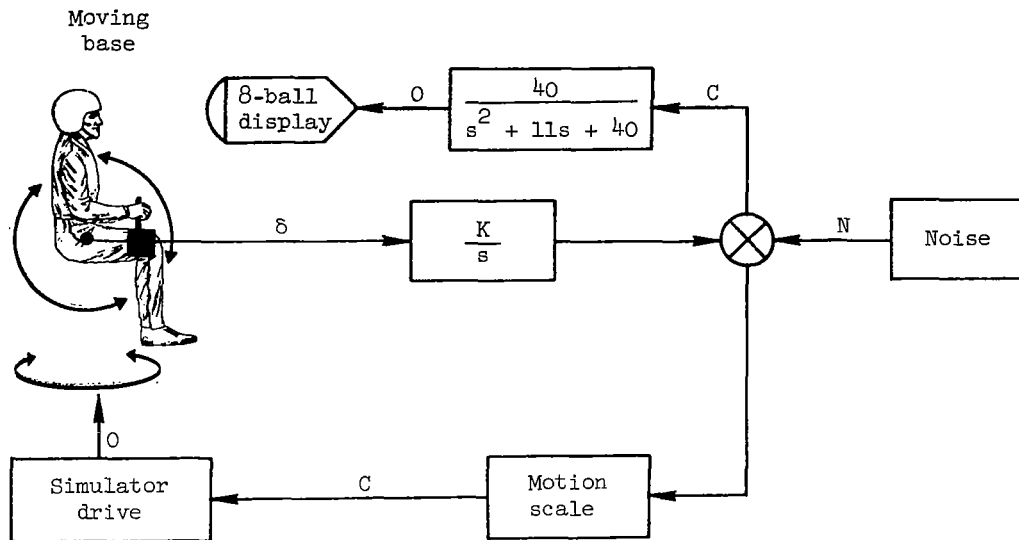 Moving
base
8-ball
display
O
40
s² + 11s + 40
C
δ
K
s
N
Noise
O
Simulator
drive
C
Motion
scale